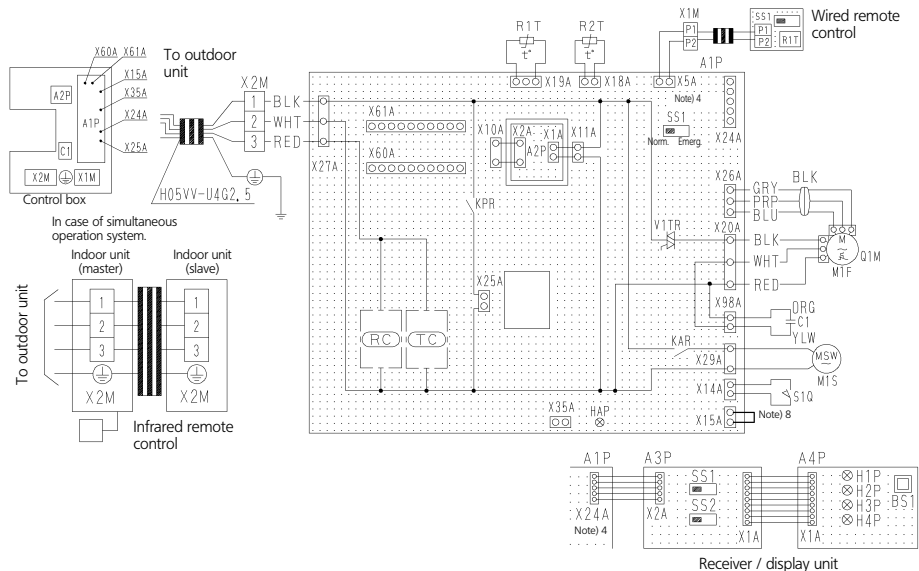 X60A X61A
X15A
X35A
X24A
X25A
A2P
A1P
C1
X2M
X1M
Control box
To outdoor
unit
X2M
1 BLK
2 WHT
3 RED
H05VV-U4G2,5
X27A
In case of simultaneous
operation system.
Indoor unit
(master)
Indoor unit
(slave)
To outdoor unit
1
2
3
X2M
1
2
3
X2M
Infrared remote
control
R1T
t°
X19A
R2T
t°
X18A
X1M
P1
P2
X5A
SS1
P1
P2
R1T
Wired remote
control
A1P
Note) 4
SS1
Norm. Emerg.
X24A
X61A
X60A
X10A
X2A
A2P
X1A
X11A
KPR
X25A
V1TR
RC
TC
X35A
HAP
KAR
X26A
GRY
PRP
BLU
BLK
X20A
BLK
WHT
RED
M
Q1M
M1F
X98A
ORG
C1
YLW
X29A
MSW
M1S
X14A
S1Q
X15A
Note) 8
A1P
X24A
Note) 4
A3P
SS1
SS2
X2A
X1A
A4P
H1P
H2P
H3P
H4P
BS1
X1A
Receiver / display unit